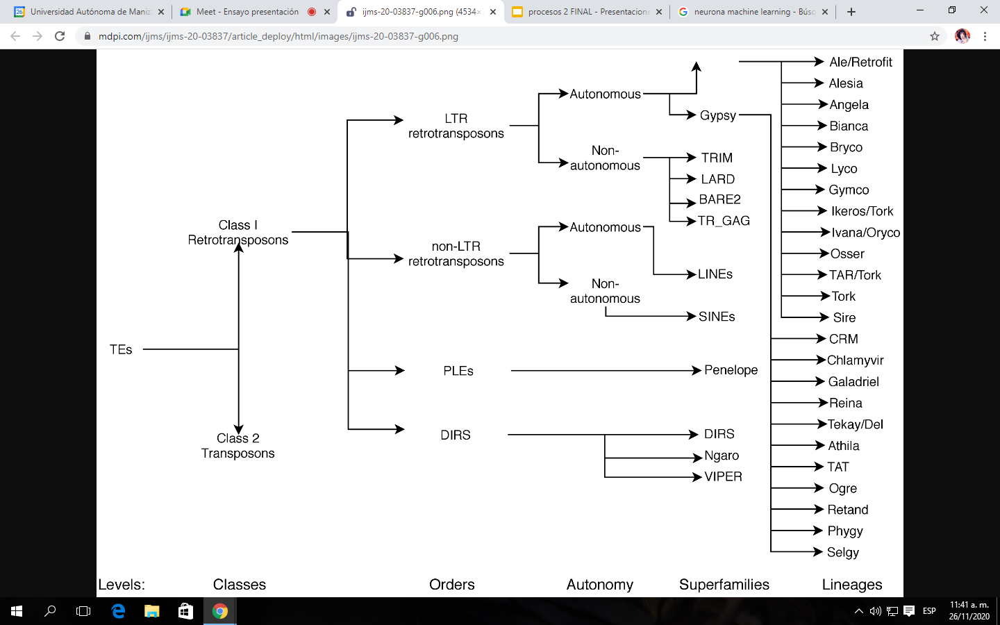 Universidad Autónoma de Maniz
Meet - Ensayo presentación
ijms-20-03837-g006.png (4534×
procesos 2 FINAL - Presentacione
neurona machine learning - Búsq
mdpi.com/ijms/ijms-20-03837/article_deploy/html/images/ijms-20-03837-g006.png
TEs
Class I
Retrotransposons
Class 2
Transposons
LTR
retrotransposons
non-LTR
retrotransposons
PLEs
DIRS
Autonomous
Non-
autonomous
Autonomous
Non-
autonomous
Gypsy
TRIM
LARD
BARE2
TR_GAG
LINEs
SINEs
Penelope
DIRS
Ngaro
VIPER
Ale/Retrofit
Alesia
Angela
Bianca
Bryco
Lyco
Gymco
Ikeros/Tork
Ivana/Oryco
Osser
TAR/Tork
Tork
Sire
CRM
Chlamyvir
Galadriel
Reina
Tekay/Del
Athila
TAT
Ogre
Retand
Phygy
Selgy
Levels: Classes Orders Autonomy Superfamilies Lineages
ESP
11:41 a. m.
26/11/2020